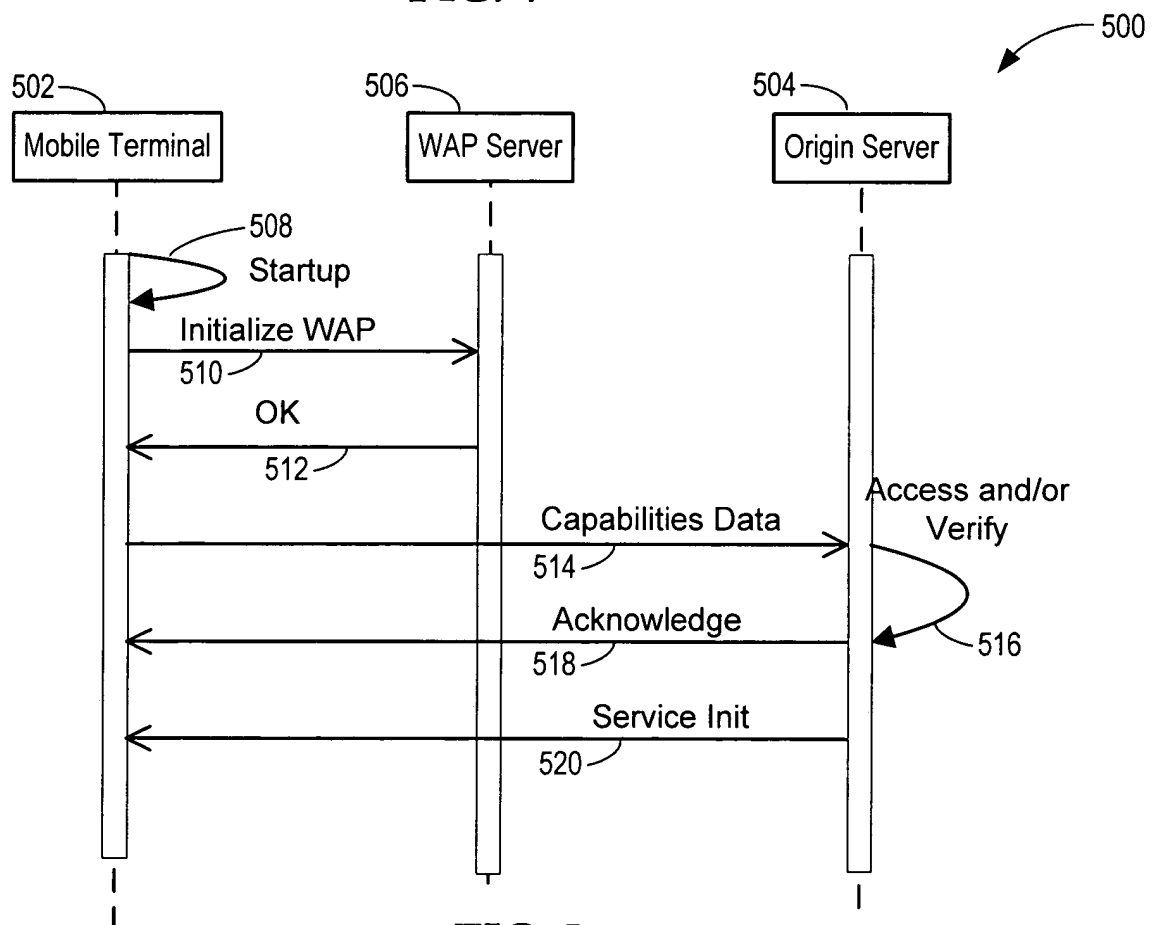 500
502
506
504
Mobile Terminal
WAP Server
Origin Server
508
Startup
Initialize WAP
510
OK
512
Access and/or
Verify
Capabilities Data
514
Acknowledge
518
516
Service Init
520